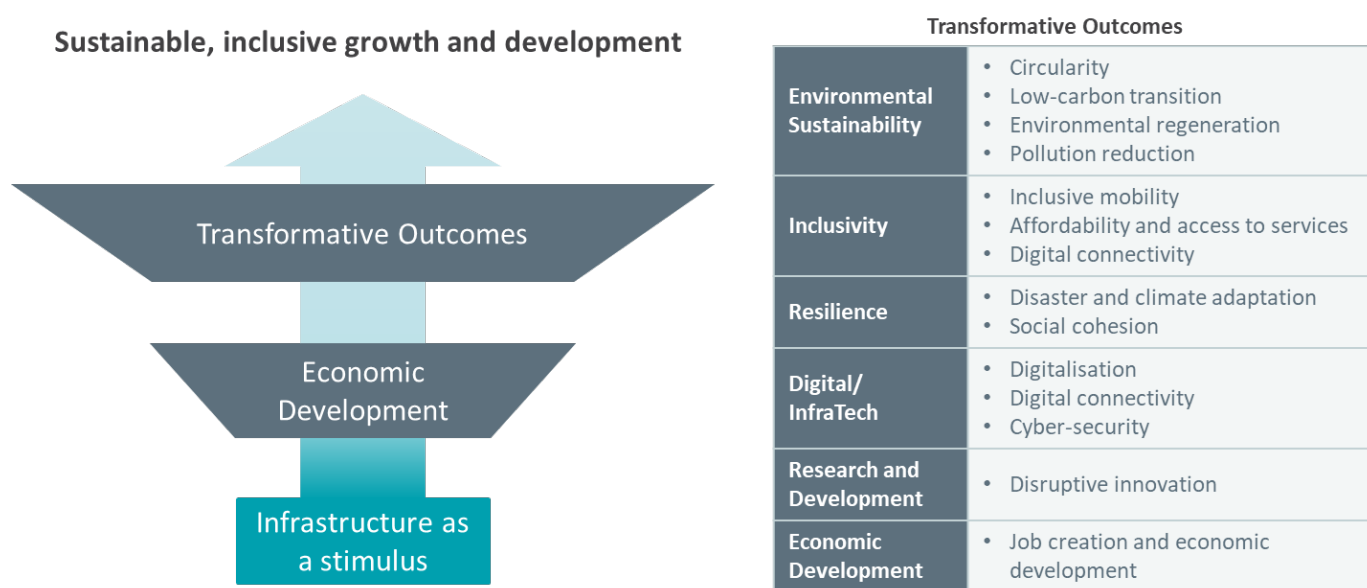 Sustainable, inclusive growth and development
Transformative Outcomes
Economic
Development
Infrastructure as
a stimulus
Transformative Outcomes
Environmental
Sustainability
• Circularity
• Low-carbon transition
• Environmental regeneration
• Pollution reduction
Inclusivity
• Inclusive mobility
• Affordability and access to services
• Digital connectivity
Resilience
• Disaster and climate adaptation
• Social cohesion
Digital/
InfraTech
• Digitalisation
• Digital connectivity
• Cyber-security
Research and
Development
• Disruptive innovation
Economic
Development
• Job creation and economic
development